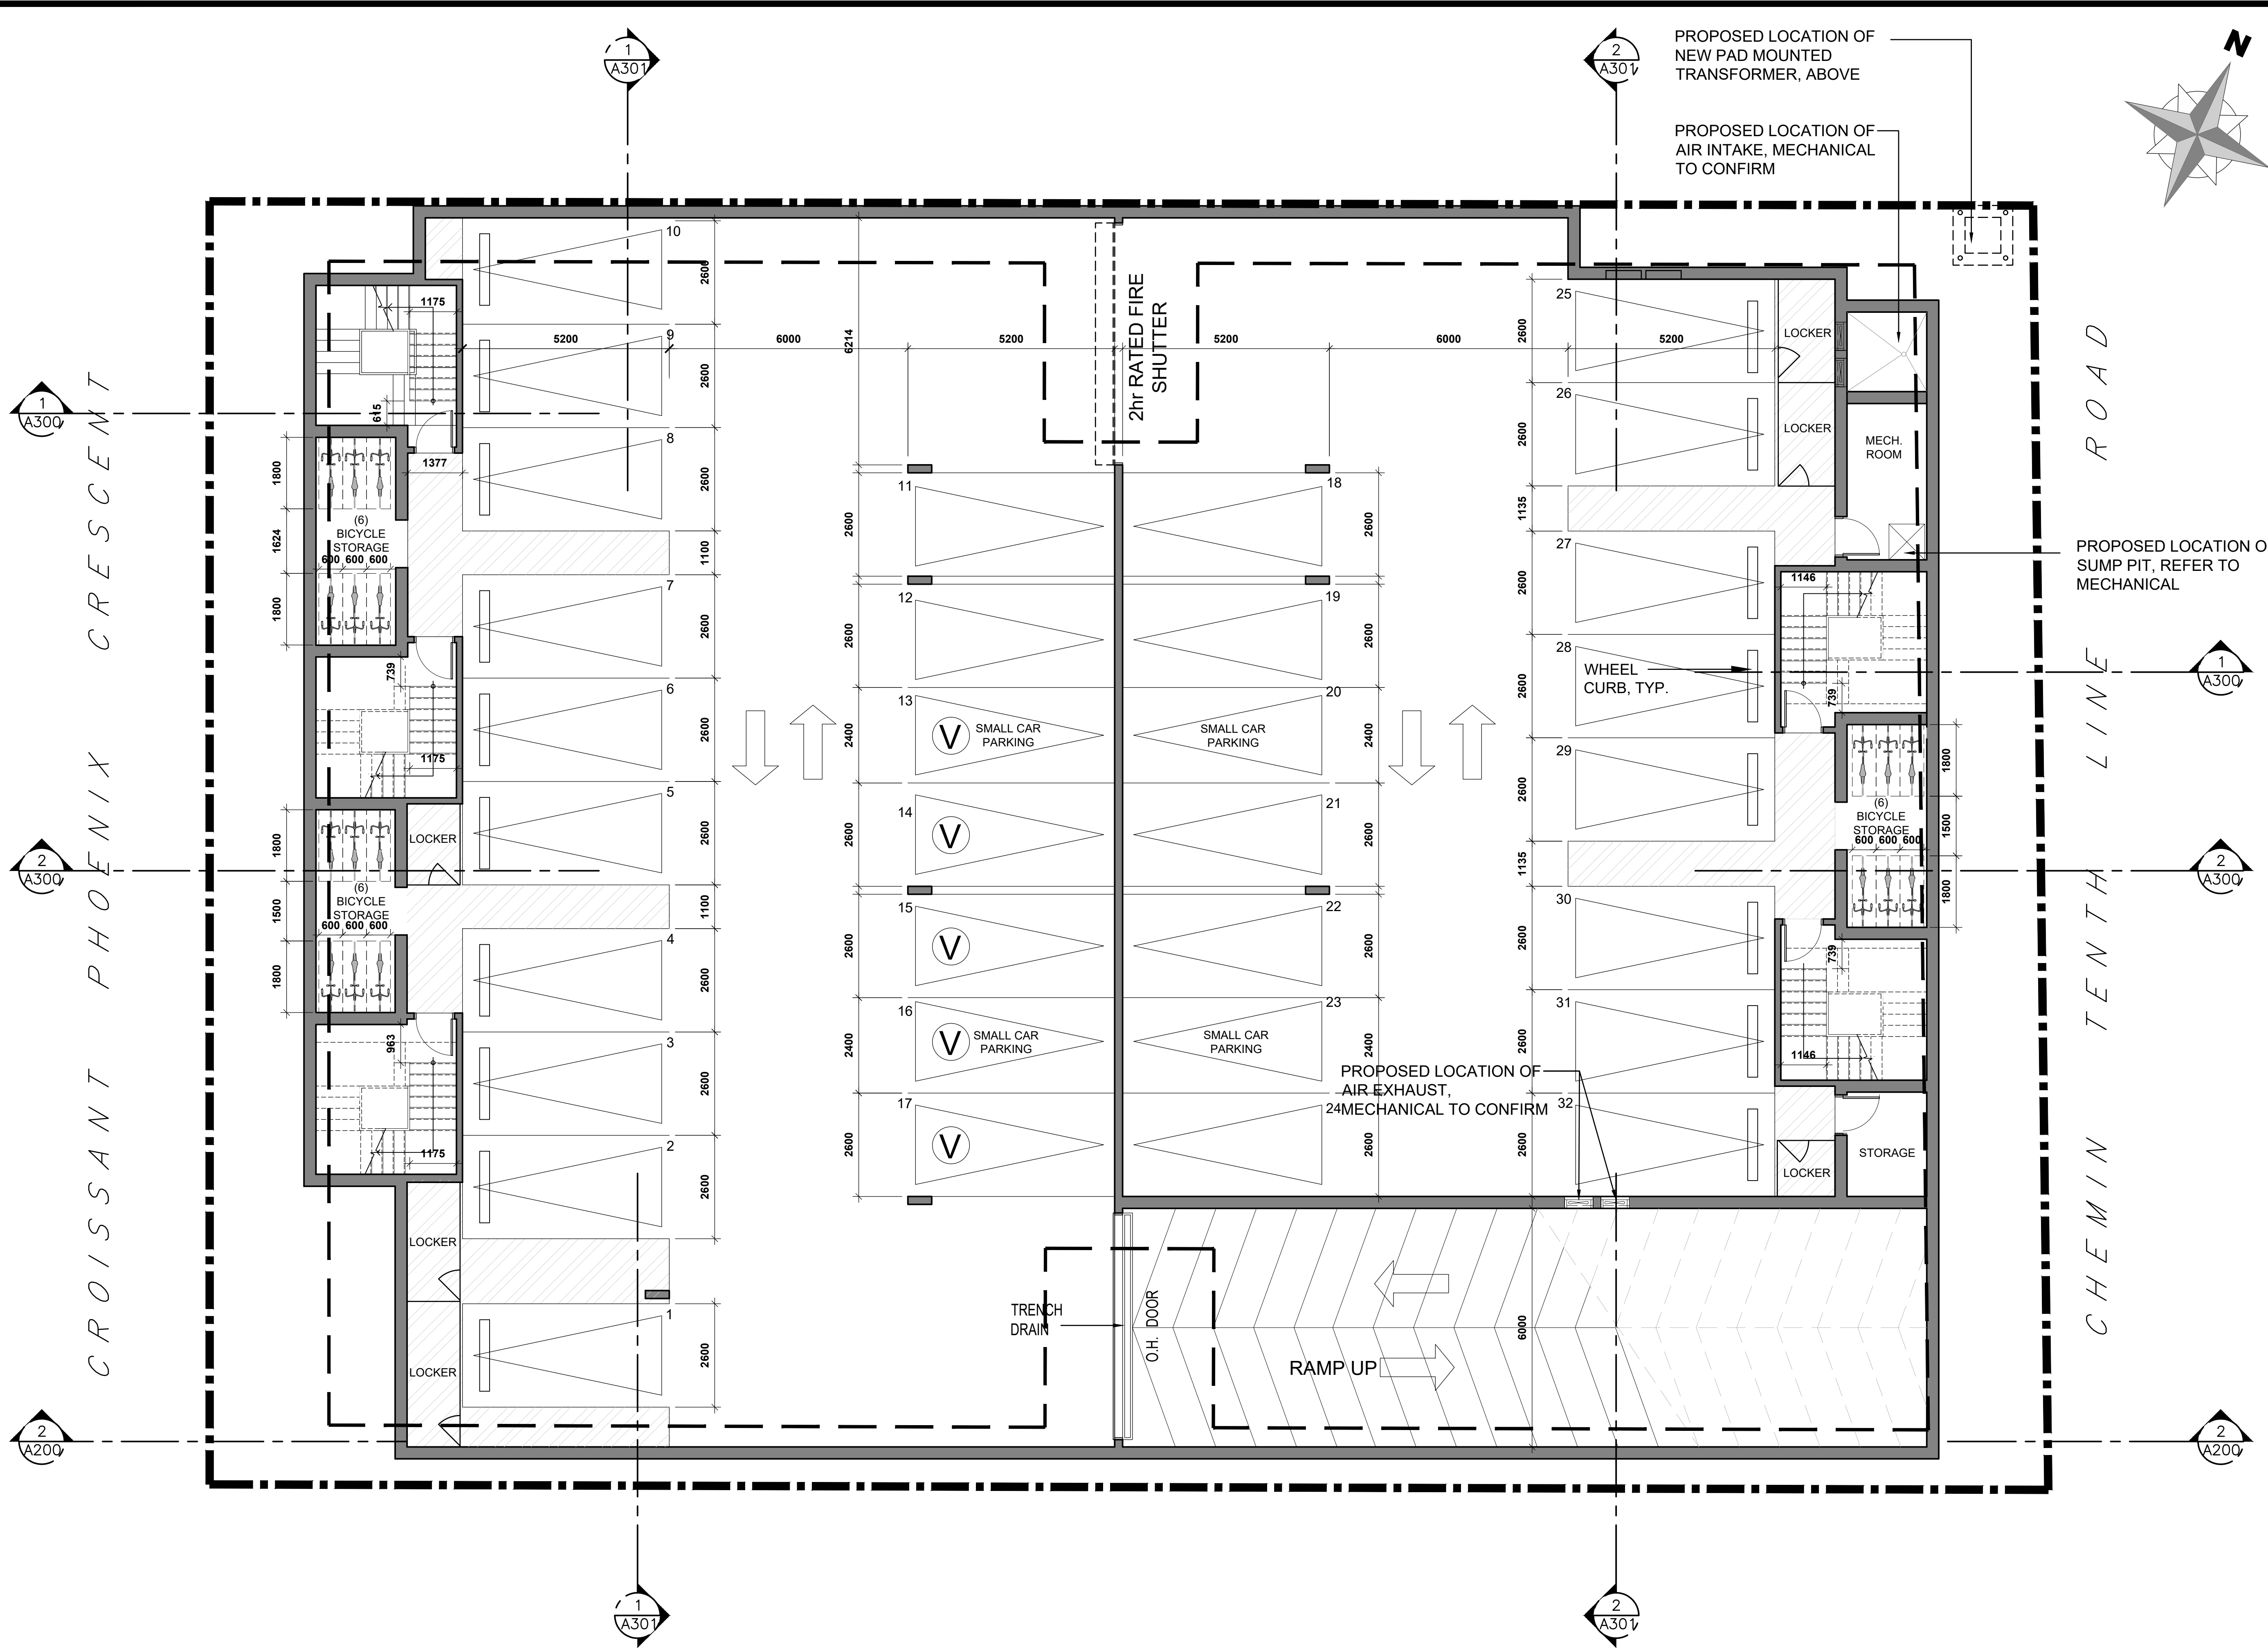 1
A301
2
A301
PROPOSED LOCATION OF
NEW PAD MOUNTED
TRANSFORMER, ABOVE
PROPOSED LOCATION OF
AIR INTAKE, MECHANICAL
TO CONFIRM
N
10
2600
9
5200
6000
6214
5200
2hr RATED FIRE
SHUTTER
5200
6000
2600
5200
25
LOCKER
1175
615
2600
1
A300
8
2600
1377
1800
(6)
BICYCLE
STORAGE
600 600 600
1624
1800
1100
7
2600
739
6
2600
1175
5
2600
LOCKER
1800
(6)
BICYCLE
STORAGE
600 600 600
1500
1800
2
A300
1100
4
2600
963
3
2600
1175
2
2600
LOCKER
LOCKER
1
2600
2
A200
CROISSANT PHOENIX CRESCENT
11
2600
12
2600
13
2400
V
SMALL CAR
PARKING
14
2600
V
15
2600
V
16
2400
V
SMALL CAR
PARKING
17
2600
V
18
2600
19
2600
20
2400
SMALL CAR
PARKING
21
2600
22
2600
23
2400
SMALL CAR
PARKING
24
2600
26
2600
LOCKER
MECH.
ROOM
1135
27
2600
1146
PROPOSED LOCATION O
SUMP PIT, REFER TO
MECHANICAL
28
2600
WHEEL
CURB, TYP.
739
1
A300
29
2600
1800
(6)
BICYCLE
STORAGE
600 600 600
1500
1800
1135
2
A300
30
2600
739
31
2600
1146
PROPOSED LOCATION OF
AIR EXHAUST,
MECHANICAL TO CONFIRM
32
2600
LOCKER
STORAGE
TRENCH
DRAIN
O.H. DOOR
RAMP UP
6000
2
A200
CHEMIN TENTH LINE ROAD
1
A301
2
A301